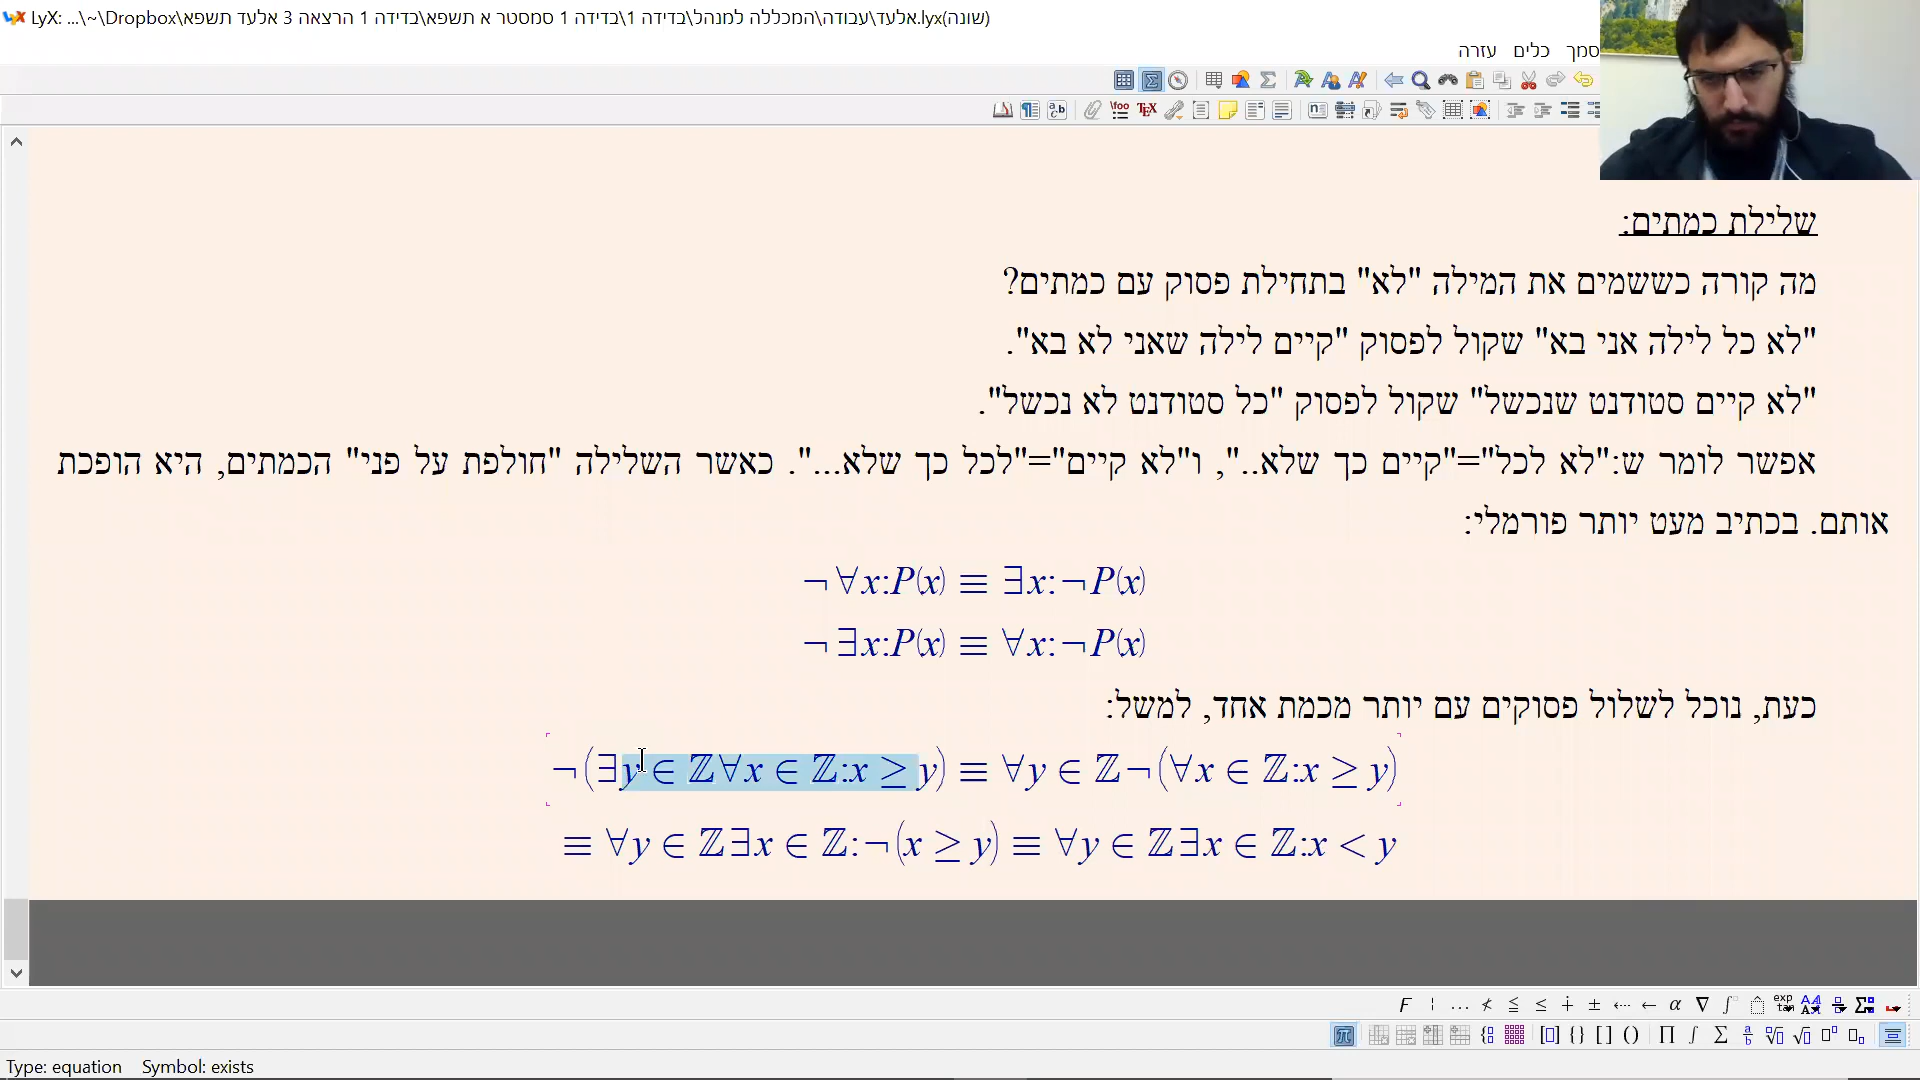 LyX: ...\~\Dropbox\אלעד\עבודה\המכללה למנהל\בדידה 1\בדידה 1 סמסטר א תשפא\בדידה 1 הרצאה 3 אלעד תשפא.lyx(שונה)
סמך כלים עזרה
שלילת כמתים:
מה קורה כששמים את המילה "לא" בתחילת פסוק עם כמתים?
"לא כל לילה אני בא" שקול לפסוק "קיים לילה שאני לא בא".
"לא קיים סטודנט שנכשל" שקול לפסוק "כל סטודנט לא נכשל".
אפשר לומר ש:"לא לכל"="קיים כך שלא..", ו"לא קיים"="לכל כך שלא...". כאשר השלילה "חולפת על פני" הכמתים, היא הופכת
אותם. בכתיב מעט יותר פורמלי:
¬∀x:P(x) ≡ ∃x:¬P(x)
¬∃x:P(x) ≡ ∀x:¬P(x)
כעת, נוכל לשלול פסוקים עם יותר מכמת אחד, למשל:
¬(∃y ∈ ℤ∀x ∈ ℤ:x ≥ y) ≡ ∀y ∈ ℤ¬(∀x ∈ ℤ:x ≥ y)
≡ ∀y ∈ ℤ∃x ∈ ℤ:¬(x ≥ y) ≡ ∀y ∈ ℤ∃x ∈ ℤ:x < y
Type: equation Symbol: exists